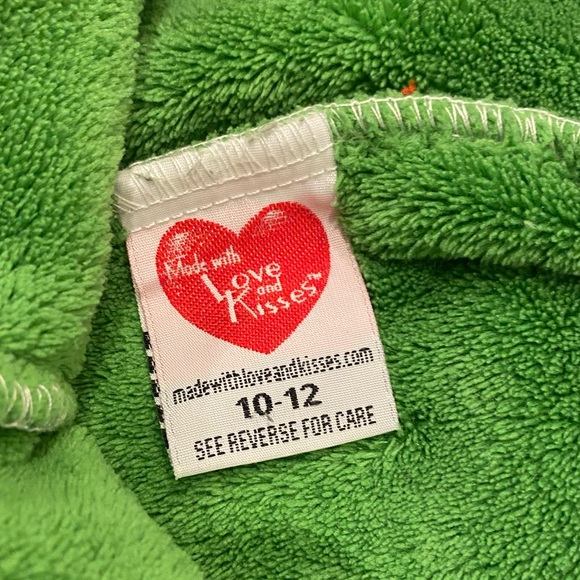 Made with
Love
and
Kisses™
madewithloveandkisses.com
10-12
SEE REVERSE FOR CARE